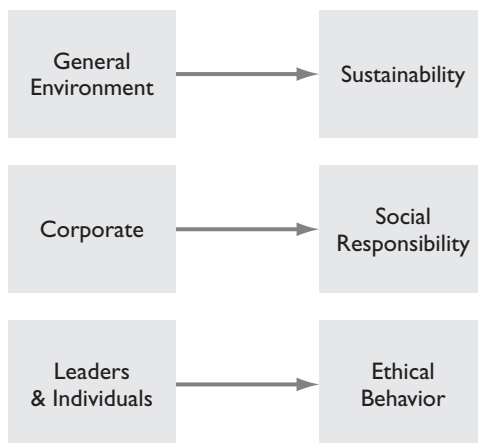 General
Environment
Sustainability
Corporate
Social
Responsibility
Leaders
& Individuals
Ethical
Behavior